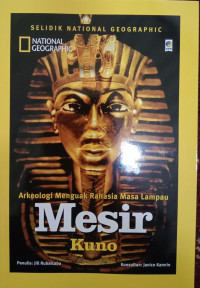 SELIDIK NATIONAL GEOGRAPHIC
NATIONAL
GEOGRAPHIC
Arkeologi Menguak Rahasia Masa Lampau
Mesir
Kuno
Penulis: Jill Rubalcaba
Konsultan: Janice Kamrin